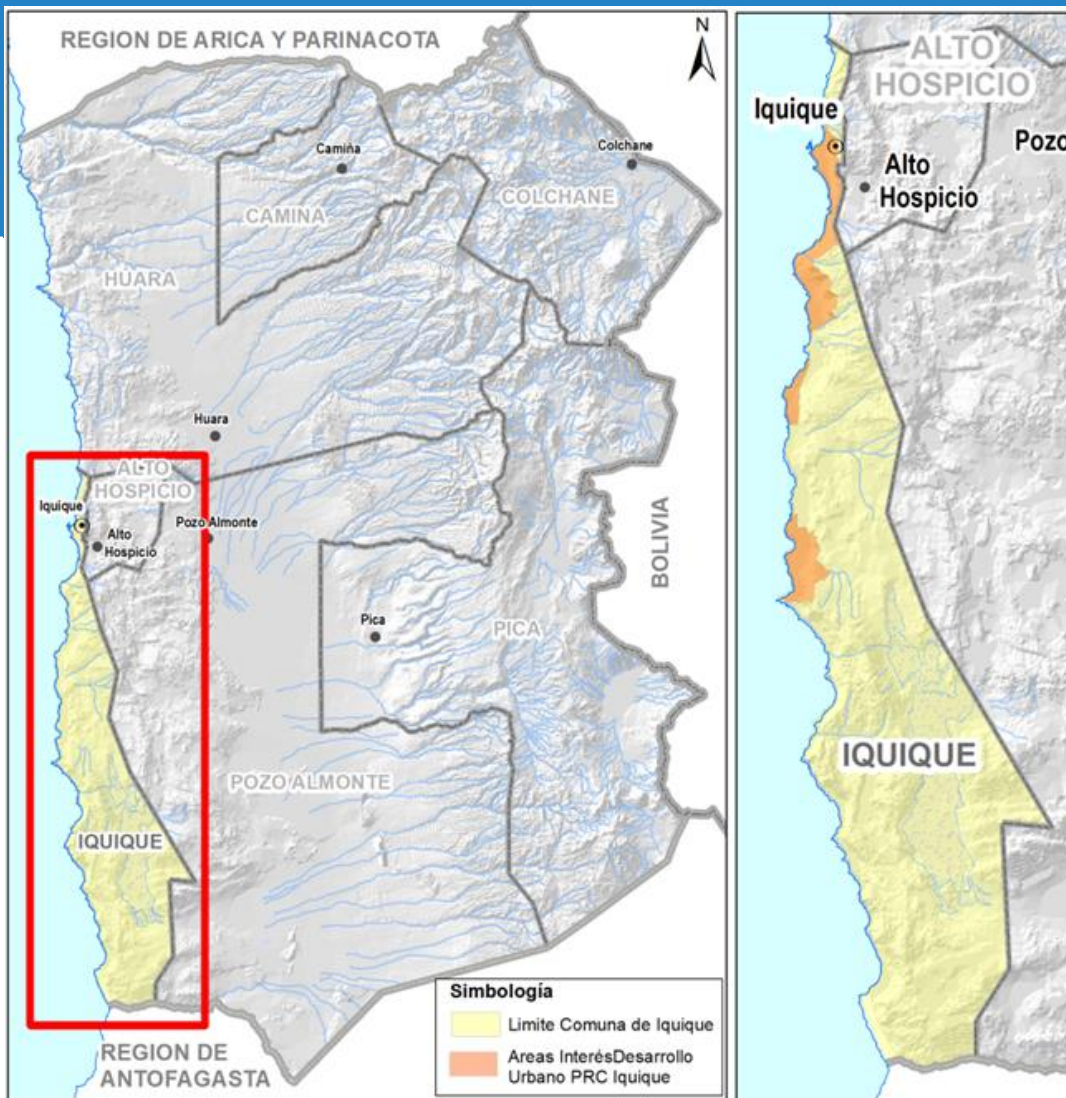 REGION DE ARICA Y PARINACOTA
N
Camiña
Colchane
CAMIÑA
COLCHANE
HUARA
Huara
ALTO
HOSPICIO
Iquique
Alto
Hospicio
Pozo Almonte
BOLIVIA
Pica
PICA
POZO ALMONTE
IQUIQUE
REGION DE
ANTOFAGASTA
Simbología
Limite Comuna de Iquique
Areas InterésDesarrollo
Urbano PRC Iquique
ALTO
HOSPICIO
Iquique
Pozo
Alto
Hospicio
IQUIQUE